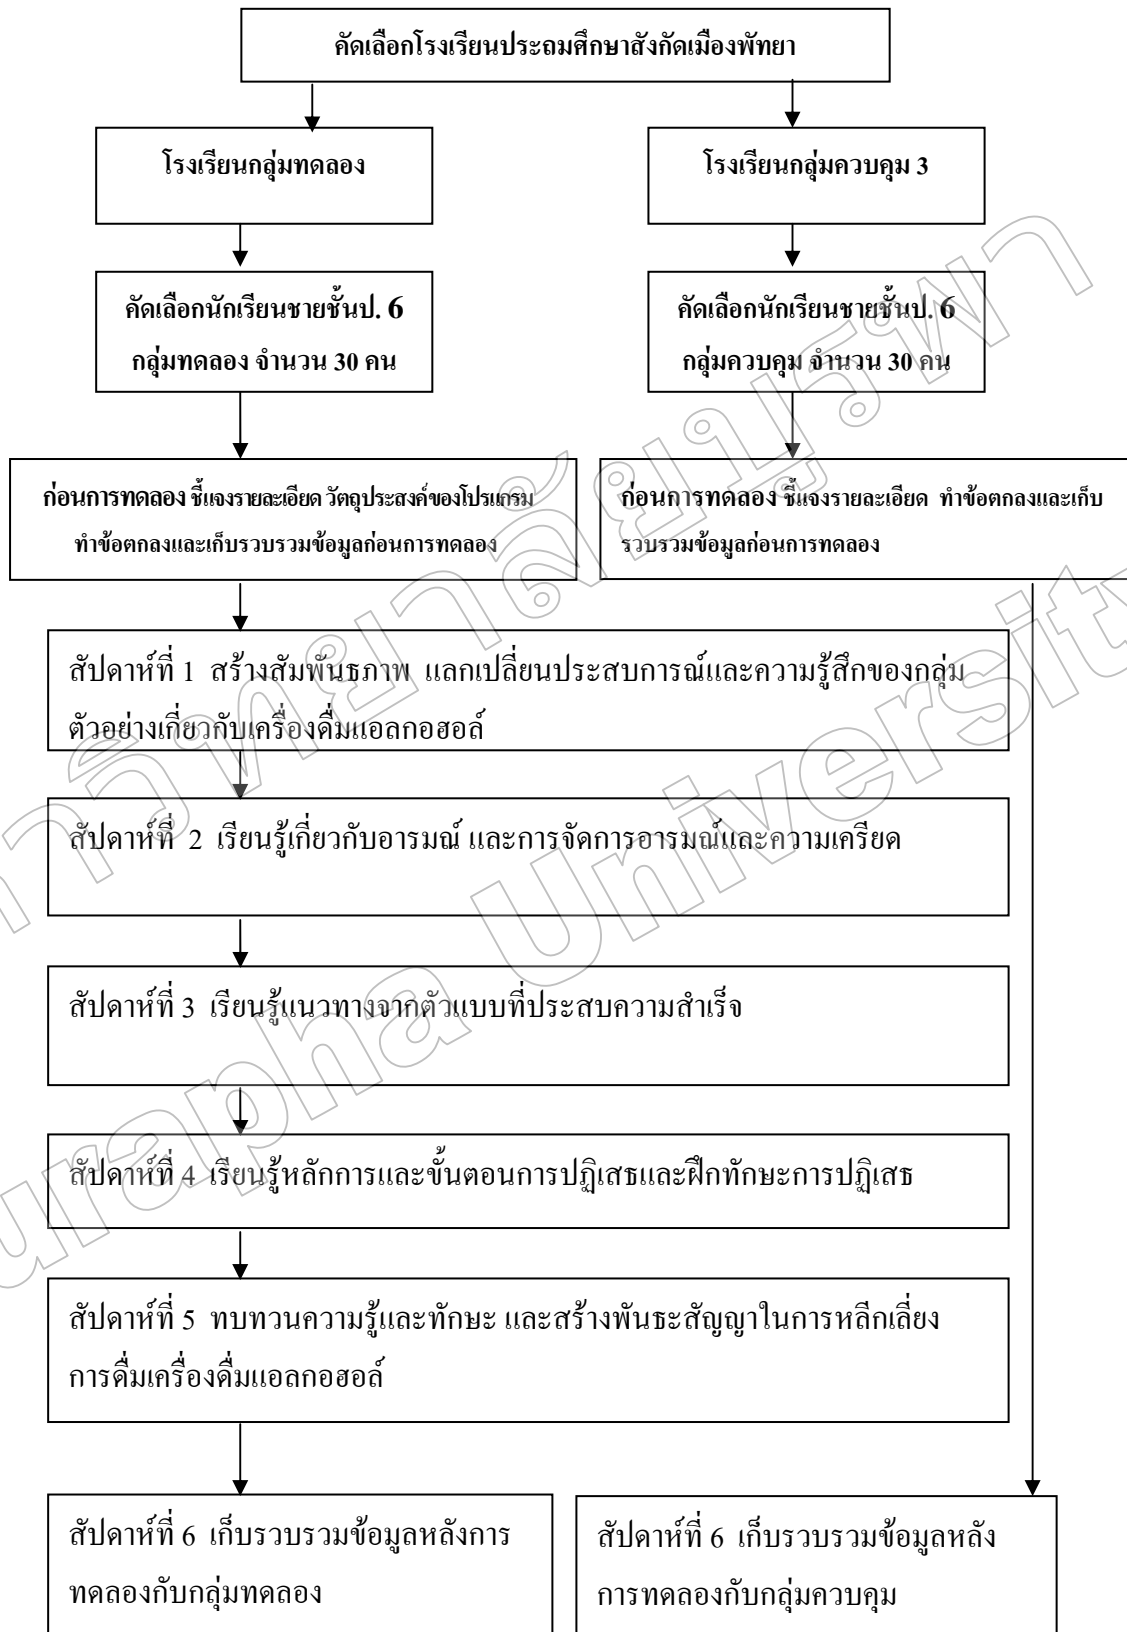 คัดเลือกโรงเรียนประถมศึกษาสังกัดเมืองพัทยา
โรงเรียนกลุ่มทดลอง
โรงเรียนกลุ่มควบคุม 3
คัดเลือกนักเรียนชายชั้นป. 6
กลุ่มทดลอง จำนวน 30 คน
คัดเลือกนักเรียนชายชั้นป. 6
กลุ่มควบคุม จำนวน 30 คน
ก่อนการทดลอง ชี้แจงรายละเอียด วัตถุประสงค์ของโปรแกรม
ทำข้อตกลงและเก็บรวบรวมข้อมูลก่อนการทดลอง
ก่อนการทดลอง ชี้แจงรายละเอียด ทำข้อตกลงและเก็บ
รวบรวมข้อมูลก่อนการทดลอง
สัปดาห์ที่ 1 สร้างสัมพันธภาพ แลกเปลี่ยนประสบการณ์และความรู้สึกของกลุ่ม
ตัวอย่างเกี่ยวกับเครื่องดื่มแอลกอฮอล์
สัปดาห์ที่ 2 เรียนรู้เกี่ยวกับอารมณ์ และการจัดการอารมณ์และความเครียด
สัปดาห์ที่ 3 เรียนรู้แนวทางจากตัวแบบที่ประสบความสำเร็จ
สัปดาห์ที่ 4 เรียนรู้หลักการและขั้นตอนการปฏิเสธและฝึกทักษะการปฏิเสธ
สัปดาห์ที่ 5 ทบทวนความรู้และทักษะ และสร้างพันธะสัญญาในการหลีกเลี่ยง
การดื่มเครื่องดื่มแอลกอฮอล์
สัปดาห์ที่ 6 เก็บรวบรวมข้อมูลหลังการ
ทดลองกับกลุ่มทดลอง
สัปดาห์ที่ 6 เก็บรวบรวมข้อมูลหลัง
การทดลองกับกลุ่มควบคุม
าวิทยาลัยบูรพา
urapha University